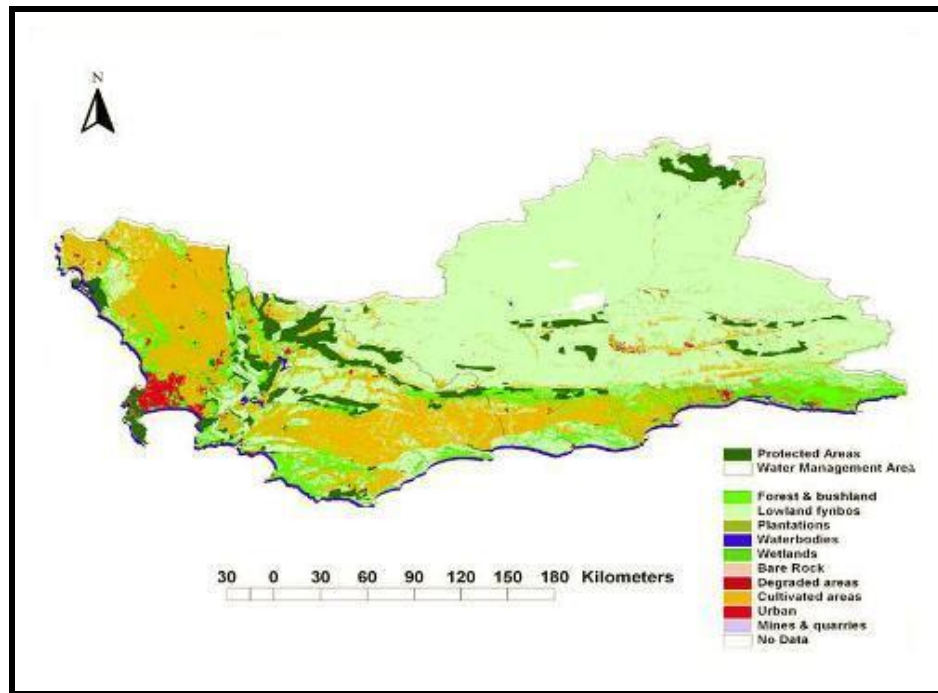 N
Protected Areas
Water Management Area
Forest & bushland
Lowland fynbos
Plantations
Waterbodies
Wetlands
Bare Rock
Degraded areas
Cultivated areas
Urban
Mines & quarries
No Data
30 0 30 60 90 120 150 180 Kilometers